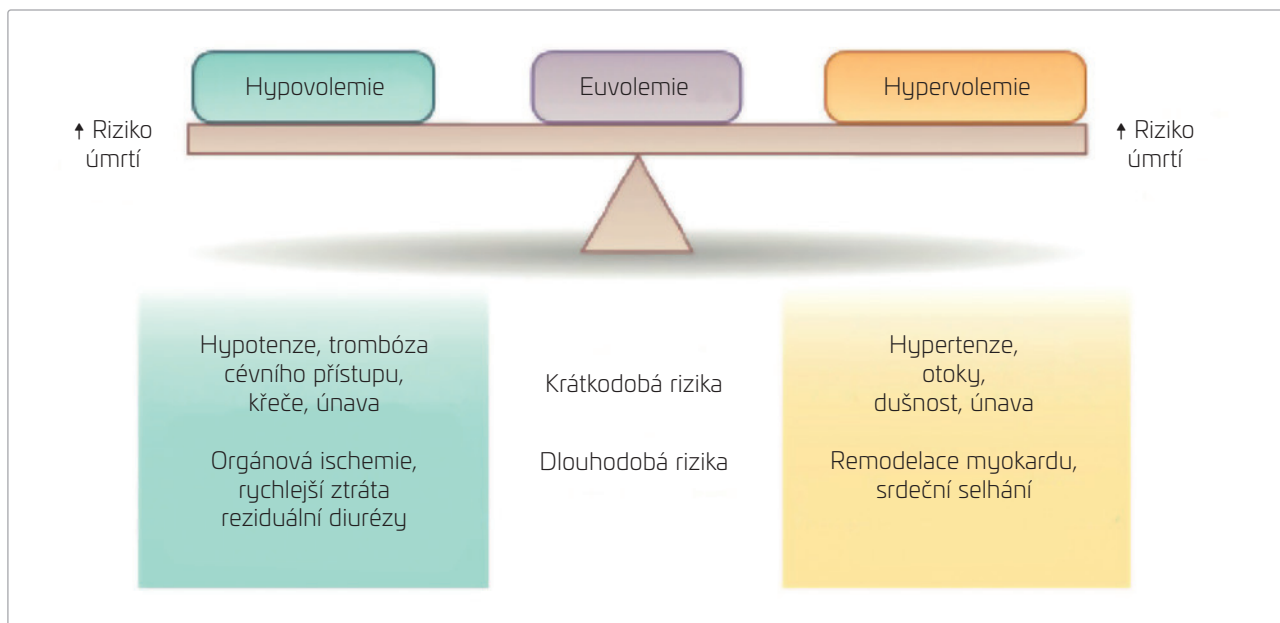 Hypovolemie
Euvolemie
Hypervolemie
↑ Riziko
úmrtí
↑ Riziko
úmrtí
Hypotenze, trombóza
cévního přístupu,
křeče, únava
Krátkodobá rizika
Hypertenze,
otoky,
dušnost, únava
Orgánová ischemie,
rychlejší ztráta
reziduální diurézy
Dlouhodobá rizika
Remodelace myokardu,
srdeční selhání